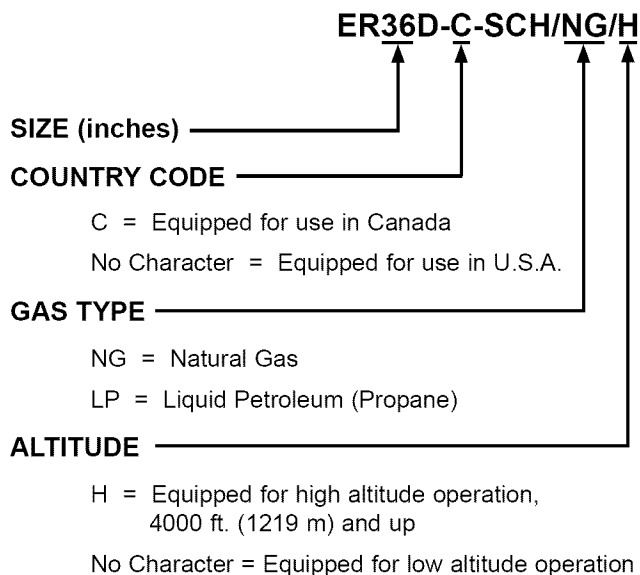 ER36D-C-SCH/NG/H
SIZE (inches)
COUNTRY CODE
C = Equipped for use in Canada
No Character = Equipped for use in U.S.A.
GAS TYPE
NG = Natural Gas
LP = Liquid Petroleum (Propane)
ALTITUDE
H = Equipped for high altitude operation,
4000 ft. (1219 m) and up
No Character = Equipped for low altitude operation